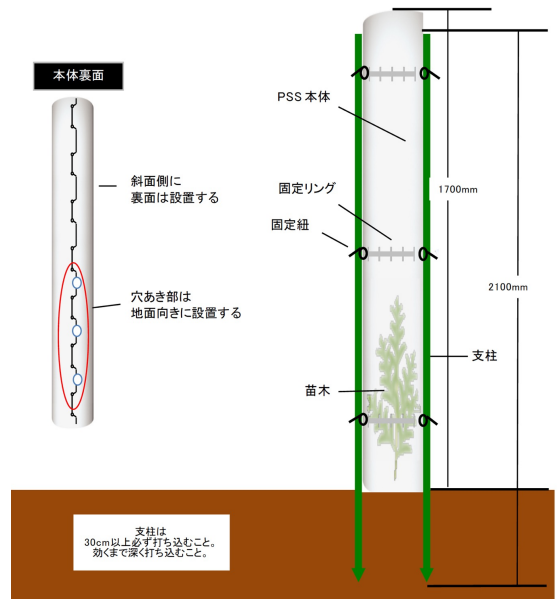 本体裏面
斜面側に
裏面は設置する
穴あき部は
地面向きに設置する
PSS本体
固定リング
固定紐
苗木
支柱
1700mm
2100mm
支柱は
30cm以上必ず打ち込むこと。
効くまで深く打ち込むこと。